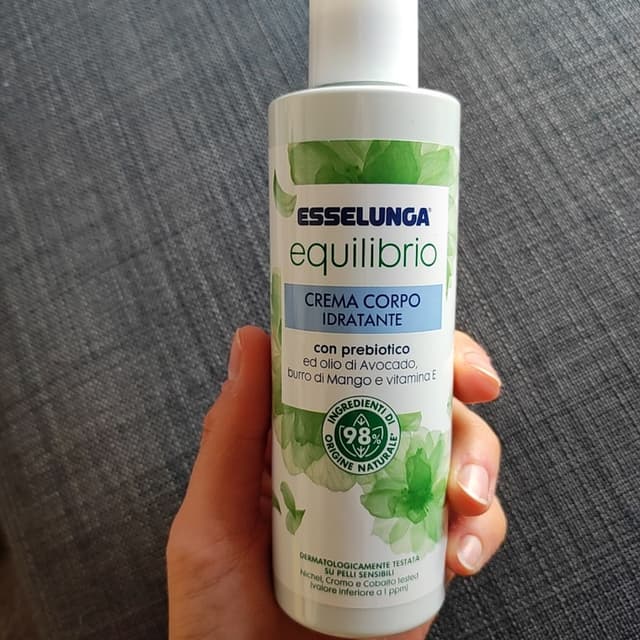 ESSELUNGA®
equilibrio
CREMA CORPO
IDRATANTE
con prebiotico
ed olio di Avocado,
burro di Mango e vitamina E
INGREDIENTI DI
98%
ORIGINE NATURALE*
DERMATOLOGICAMENTE TESTATA
SU PELLI SENSIBILI
Nichel, Cromo e Cobalto tested
(valore inferiore a 1 ppm)